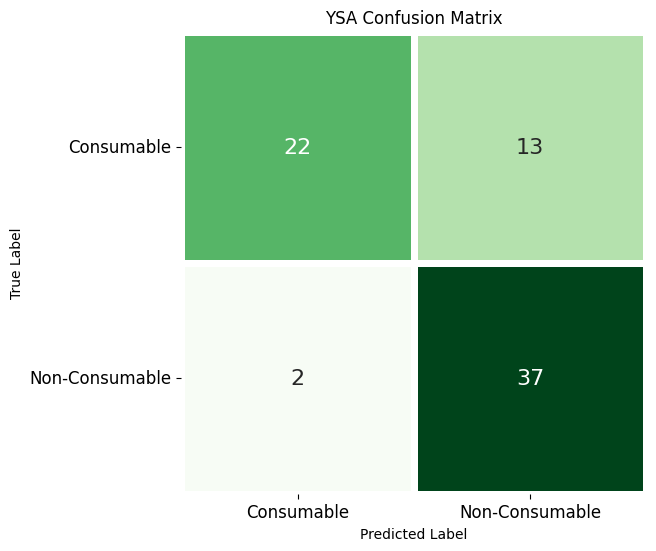 YSA Confusion Matrix
True Label
Consumable
22
13
Non-Consumable
2
37
Consumable
Non-Consumable
Predicted Label